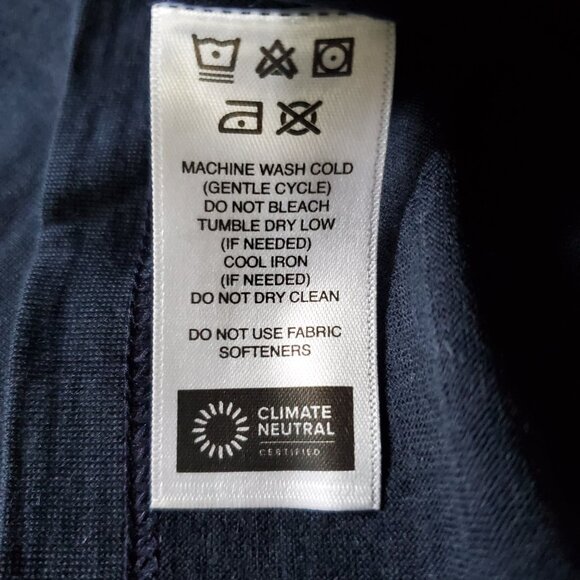 MACHINE WASH COLD
(GENTLE CYCLE)
DO NOT BLEACH
TUMBLE DRY LOW
(IF NEEDED)
COOL IRON
(IF NEEDED)
DO NOT DRY CLEAN
DO NOT USE FABRIC
SOFTENERS
CLIMATE
NEUTRAL
CERTIFIED